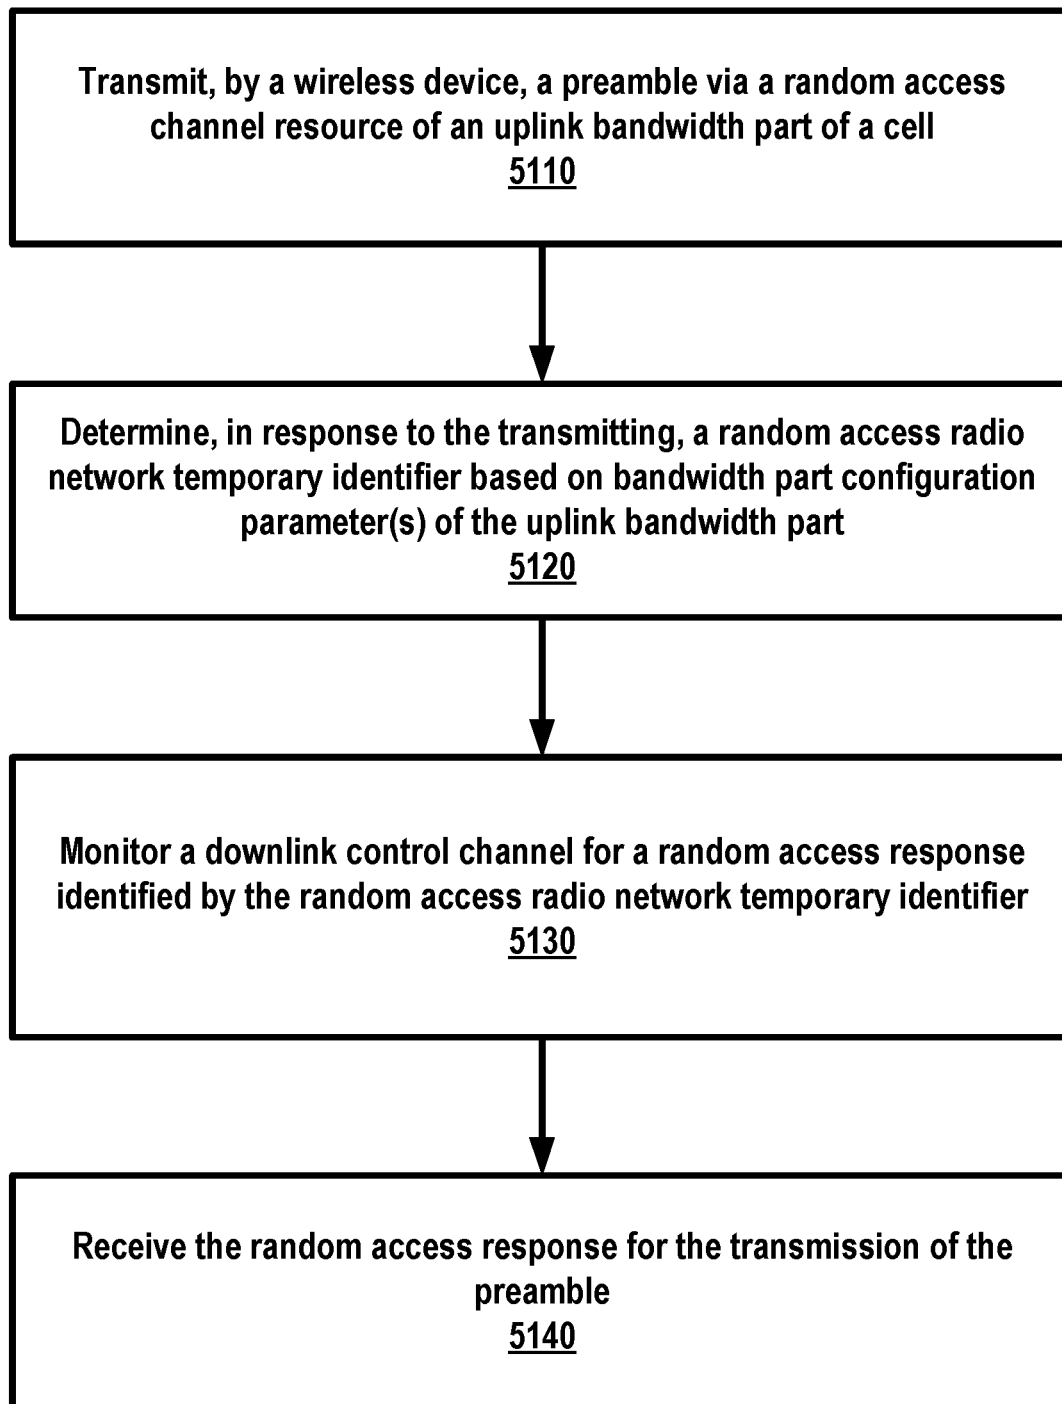 Transmit, by a wireless device, a preamble via a random access
channel resource of an uplink bandwidth part of a cell
5110
Determine, in response to the transmitting, a random access radio
network temporary identifier based on bandwidth part configuration
parameter(s) of the uplink bandwidth part
5120
Monitor a downlink control channel for a random access response
identified by the random access radio network temporary identifier
5130
Receive the random access response for the transmission of the
preamble
5140